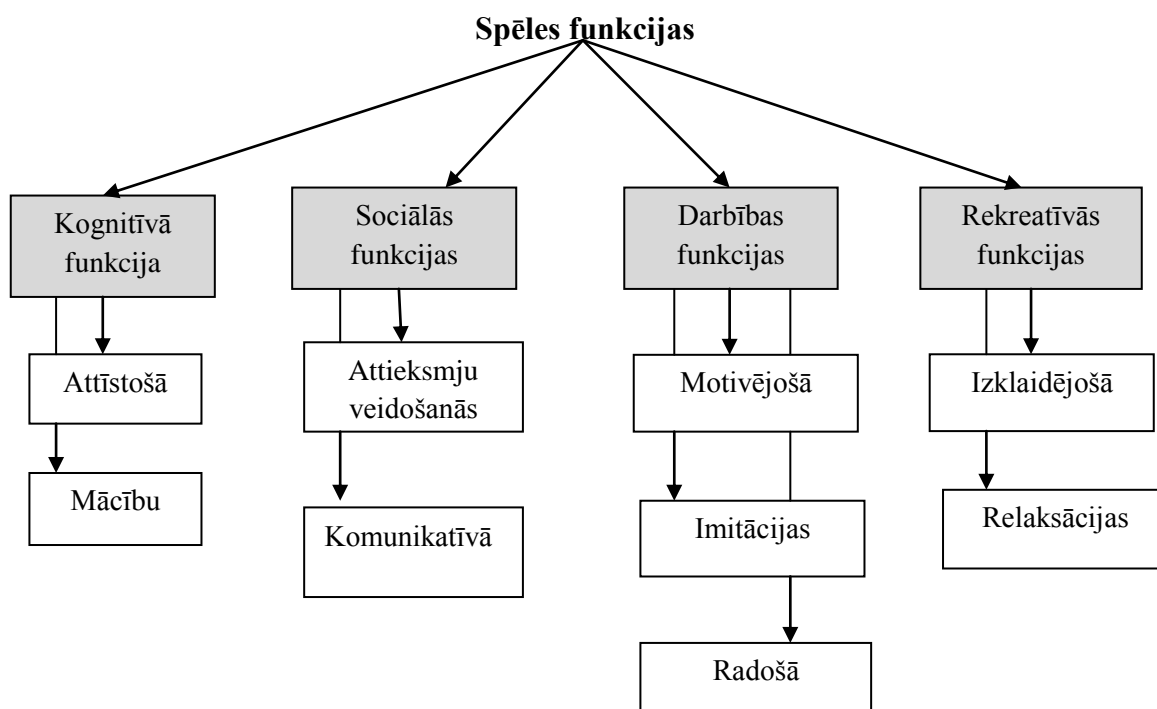 Spēles funkcijas
Kognitīvā
funkcija
Sociālās
funkcijas
Darbības
funkcijas
Rekreatīvās
funkcijas
Attīstošā
Attieksmju
veidošanās
Motivējošā
Izklaidējošā
Mācību
Komunikatīvā
Imitācijas
Relaksācijas
Radošā